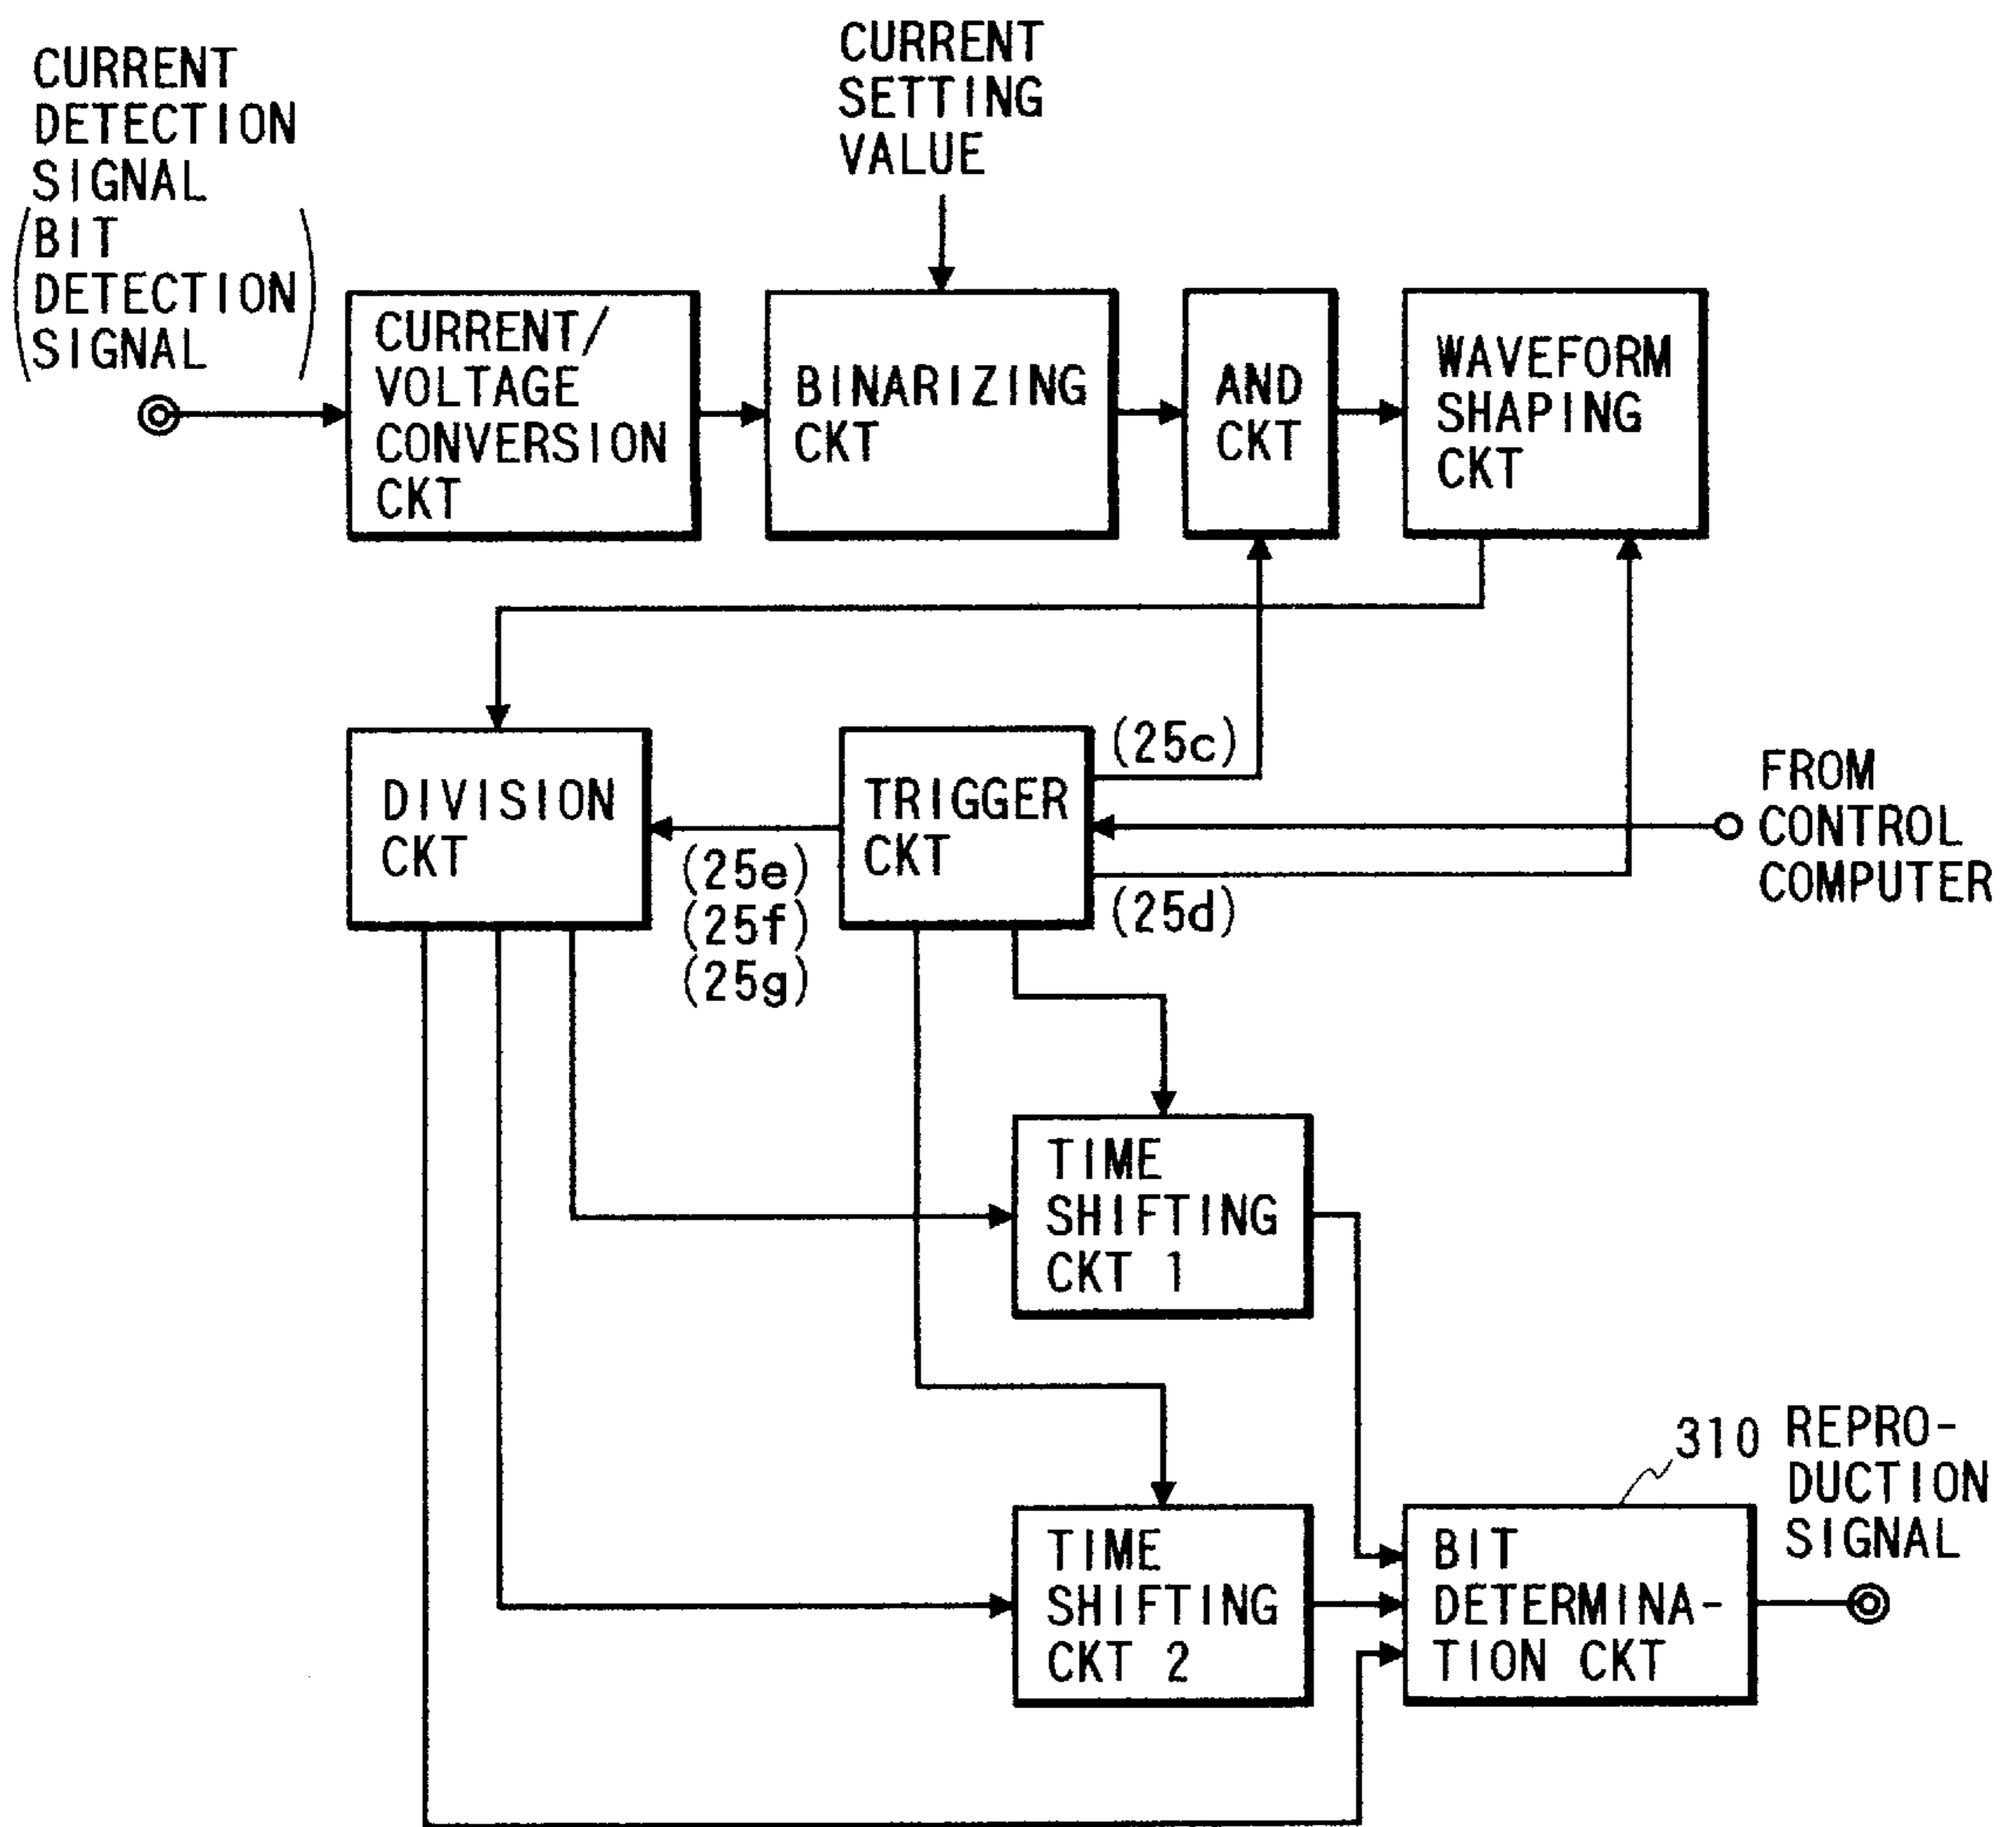 CURRENT
DETECTION
SIGNAL
(BIT
DETECTION
SIGNAL)
CURRENT
SETTING
VALUE
CURRENT/
VOLTAGE
CONVERSION
CKT
BINARIZING
CKT
AND
CKT
WAVEFORM
SHAPING
CKT
DIVISION
CKT
(25e)
(25f)
(25g)
TRIGGER
CKT
(25c)
(25d)
FROM
CONTROL
COMPUTER
TIME
SHIFTING
CKT 1
TIME
SHIFTING
CKT 2
310
BIT
DETERMINA-
TION CKT
REPRO-
DUCTION
SIGNAL